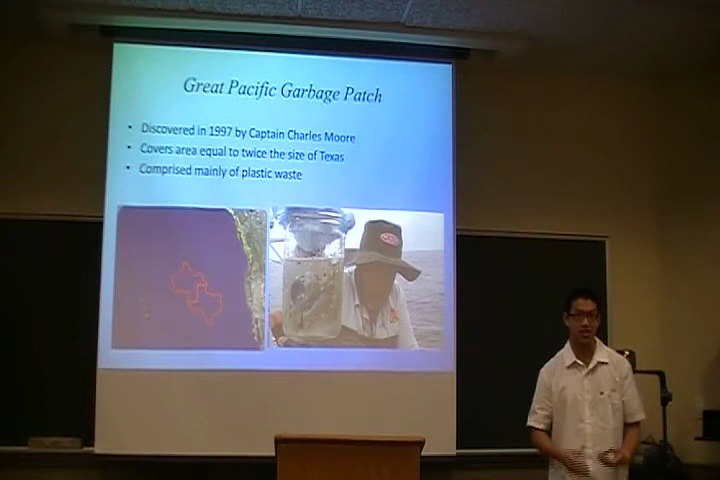 Great Pacific Garbage Patch
• Discovered in 1997 by Captain Charles Moore
• Covers area equal to twice the size of Texas
• Comprised mainly of plastic waste